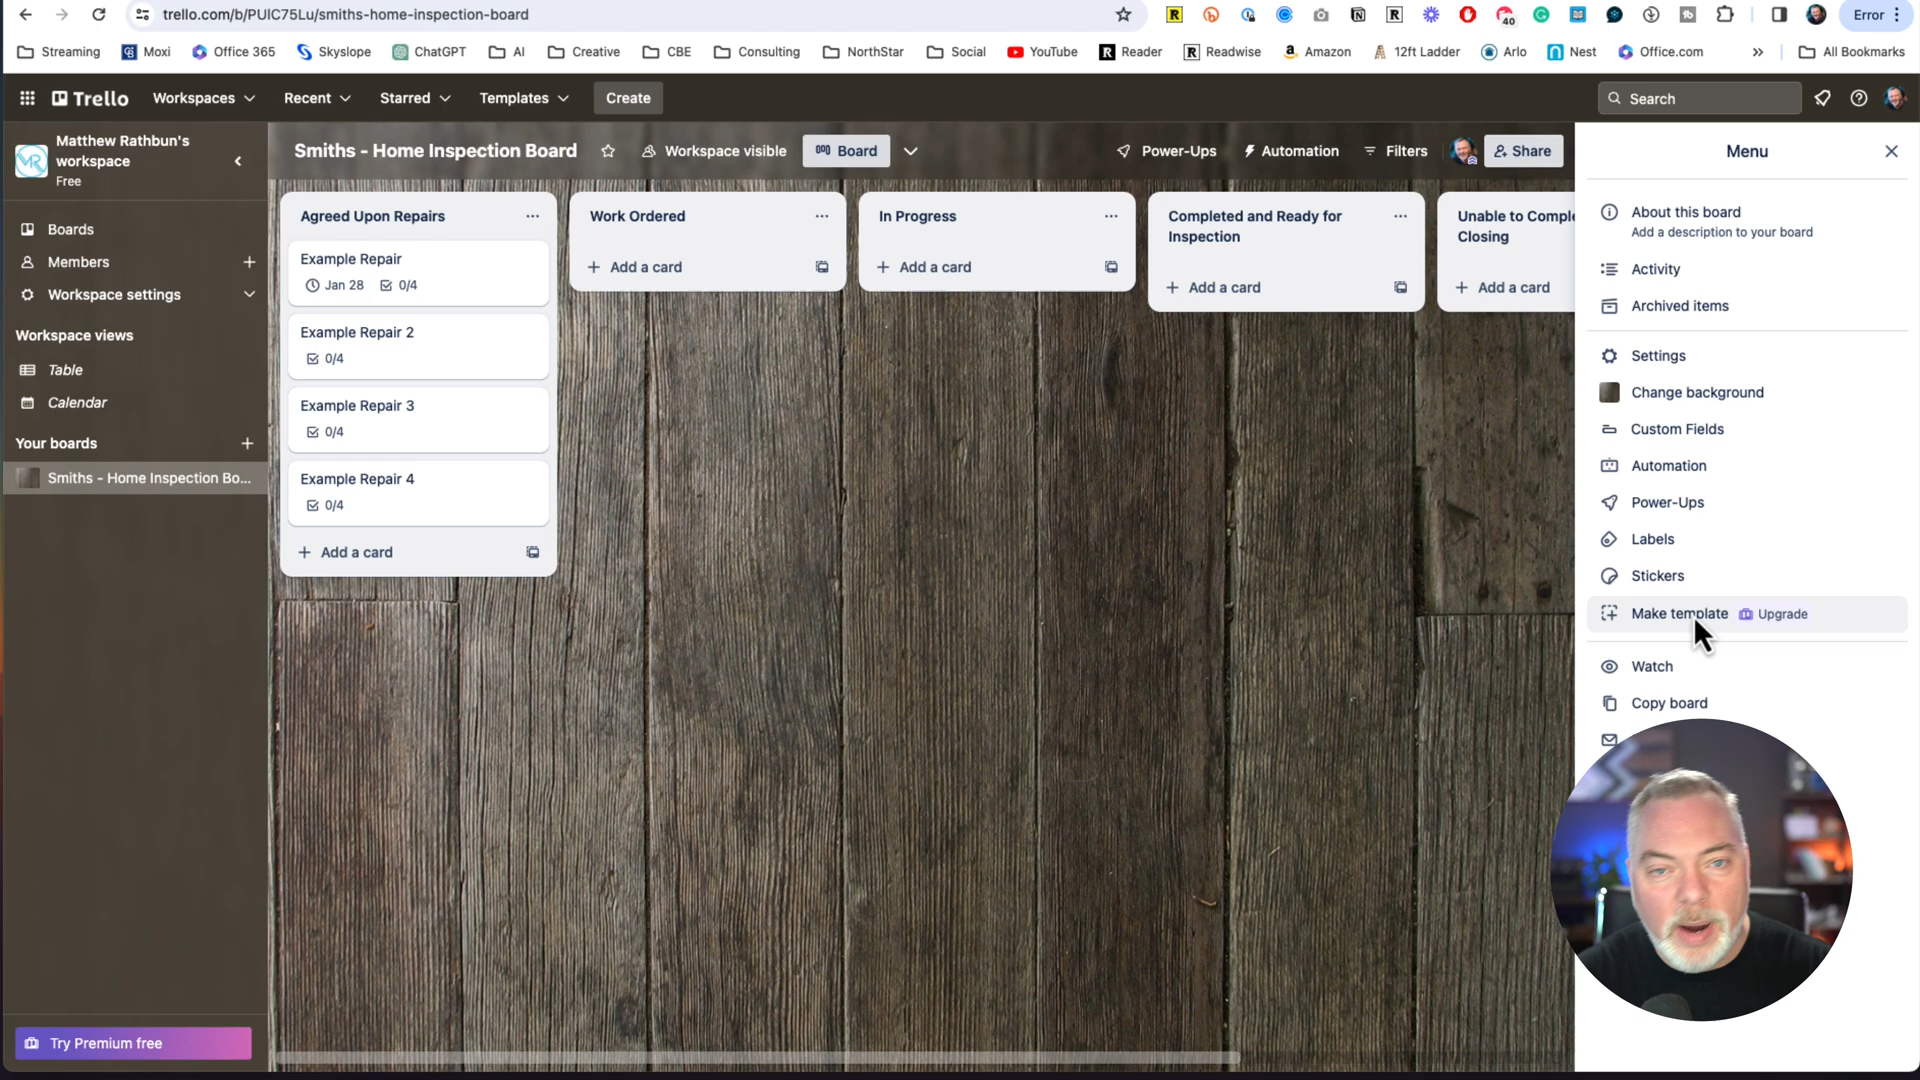 trello.com/b/PUIC75Lu/smiths-home-inspection-board
40
Error
Streaming
Moxi
Office 365
Skyslope
ChatGPT
AI
Creative
CBE
Consulting
NorthStar
Social
YouTube
Reader
Readwise
Amazon
12ft Ladder
Arlo
Nest
Office.com
All Bookmarks
Trello
Workspaces
Recent
Starred
Templates
Create
Search
Matthew Rathbun's
workspace
Free
Smiths - Home Inspection Board
Workspace visible
Board
Power-Ups
Automation
Filters
Share
Menu
Boards
Members
Workspace settings
Workspace views
Table
Calendar
Your boards
Smiths - Home Inspection Bo...
Try Premium free
Agreed Upon Repairs
Example Repair
Jan 28 0/4
Example Repair 2
0/4
Example Repair 3
0/4
Example Repair 4
0/4
Add a card
Work Ordered
Add a card
In Progress
Add a card
Completed and Ready for
Inspection
Add a card
Unable to
Closing
Add a card
About this board
Add a description to your board
Activity
Archived items
Settings
Change background
Custom Fields
Automation
Power-Ups
Labels
Stickers
Make template Upgrade
Watch
Copy board